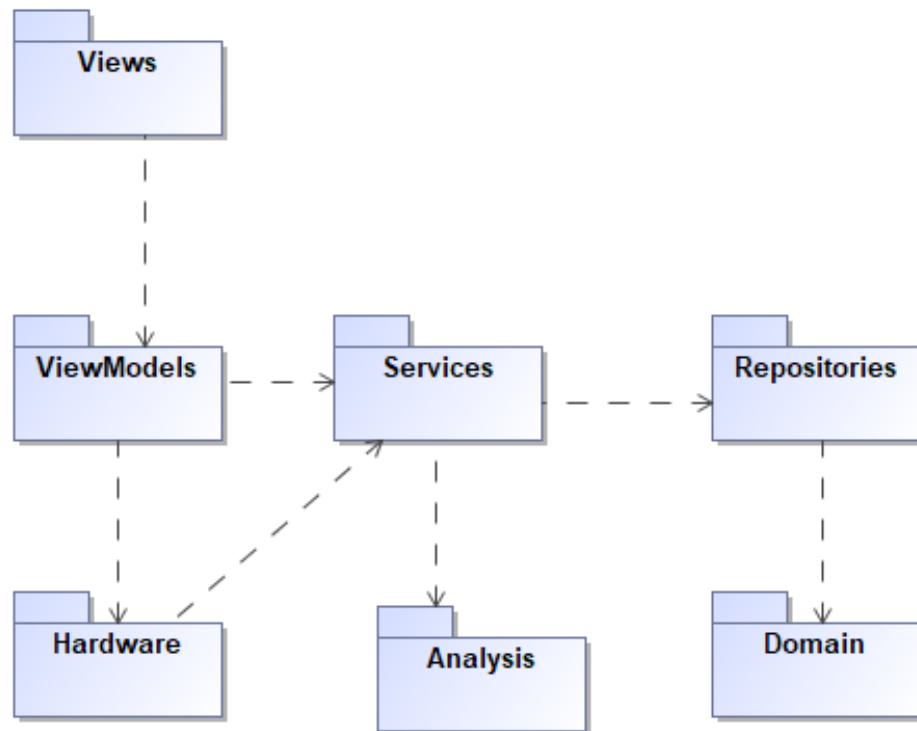 Views
ViewModels
Services
Repositories
Hardware
Analysis
Domain